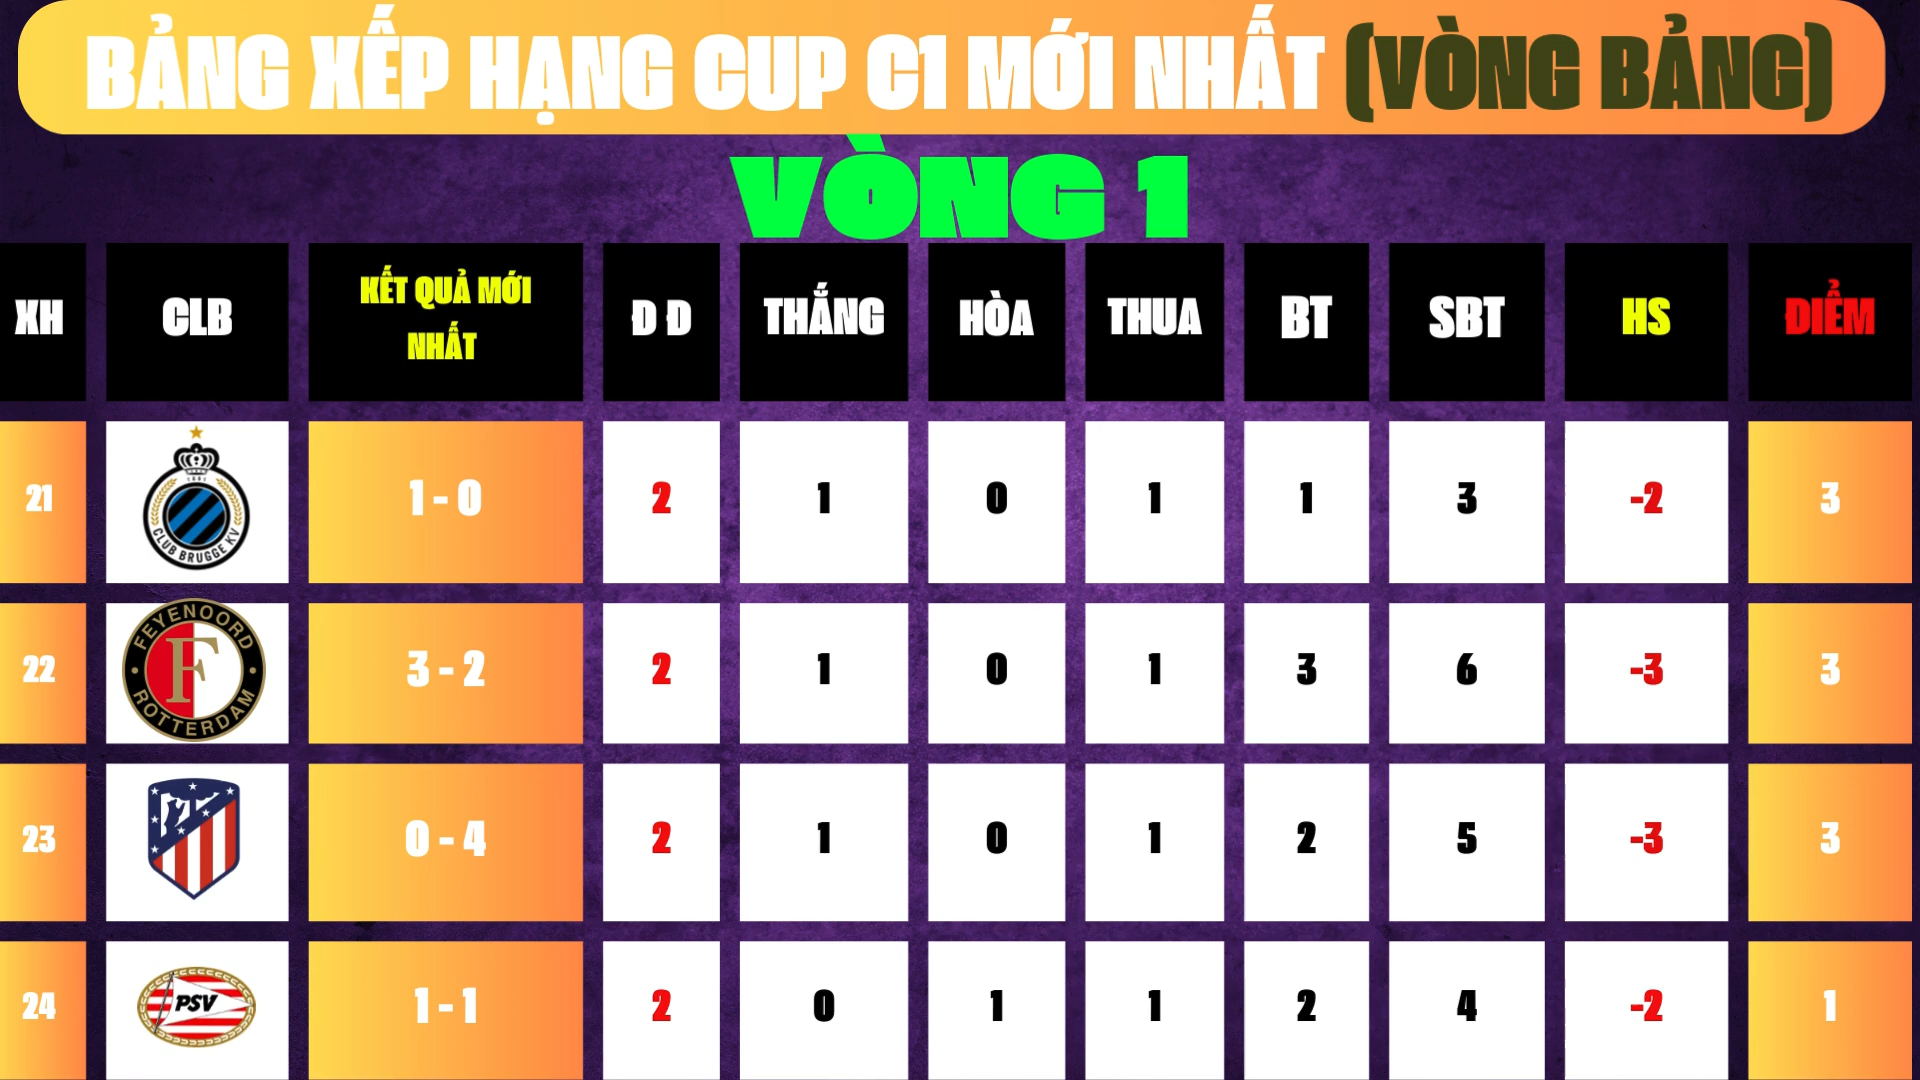 BẢNG XẾP HẠNG CUP C1 MỚI NHẤT (VÒNG BẢNG)
VÒNG 1
XH CLB KẾT QUẢ MỚI NHẤT Đ Đ THẮNG HÒA THUA BT SBT HS ĐIỂM
1891
CLUB BRUGGE KV
21 1 - 0 2 1 0 1 1 3 -2 3
FEYENOORD
F
ROTTERDAM
22 3 - 2 2 1 0 1 3 6 -3 3
23 0 - 4 2 1 0 1 2 5 -3 3
24 PSV 1 - 1 2 0 1 1 2 4 -2 1